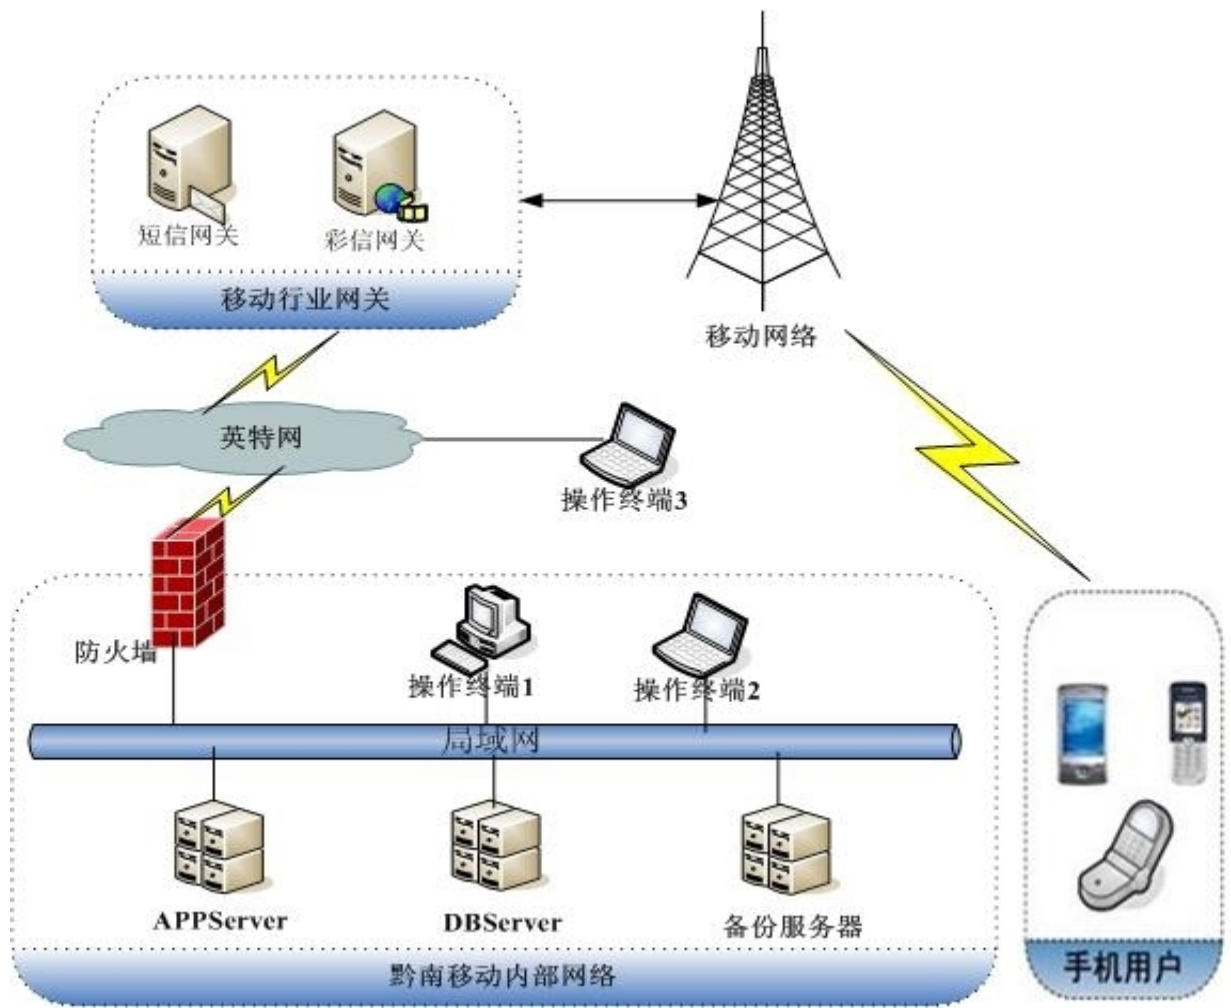 短信网关
彩信网关
移动行业网关
移动网络
英特网
操作终端3
防火墙
操作终端1
操作终端2
局域网
APPServer
DBServer
备份服务器
黔南移动内部网络
手机用户